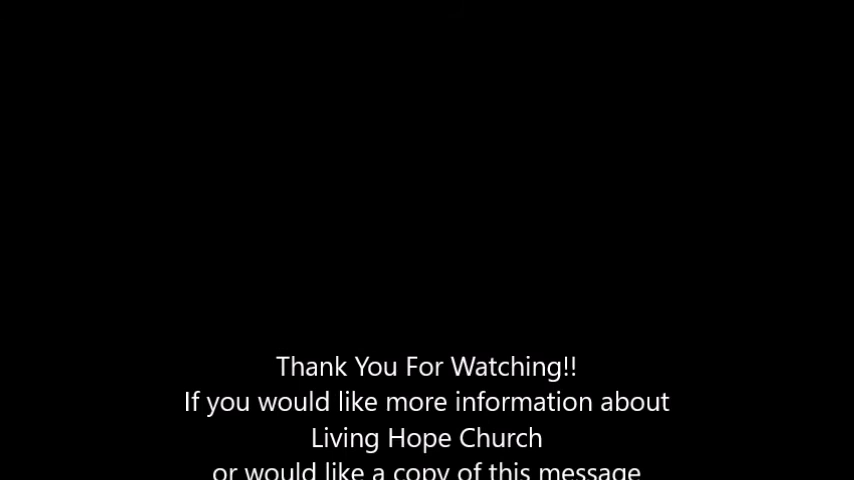 Thank You For Watching!!
If you would like more information about
Living Hope Church
or would like a copy of this message